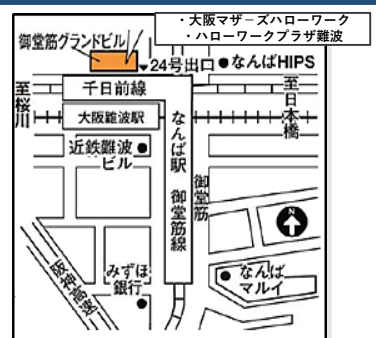 ・大阪マザーズハローワーク
・ハローワークプラザ難波
御堂筋グランドビル
▼24号出口
●なんばHIPS
至桜川
千日前線
至日本橋
大阪難波駅
なんば駅 御堂筋線
近鉄難波
ビル
御堂筋
N
阪神高速
みずほ
銀行
なんば
マルイ